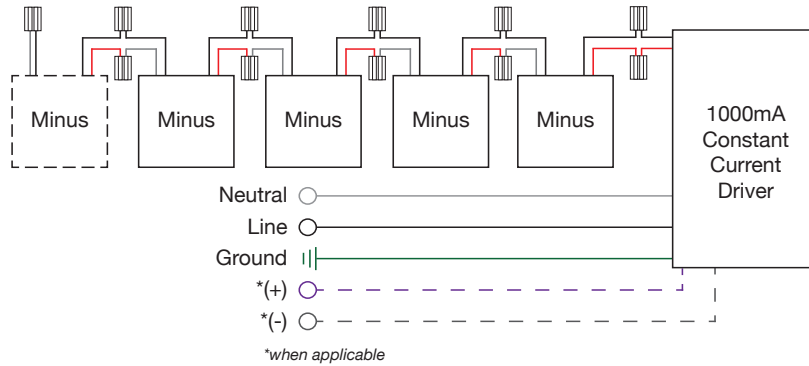 Minus
Minus
Minus
Minus
Minus
1000mA
Constant
Current
Driver
Neutral
Line
Ground
*(+)
*(-)
*when applicable